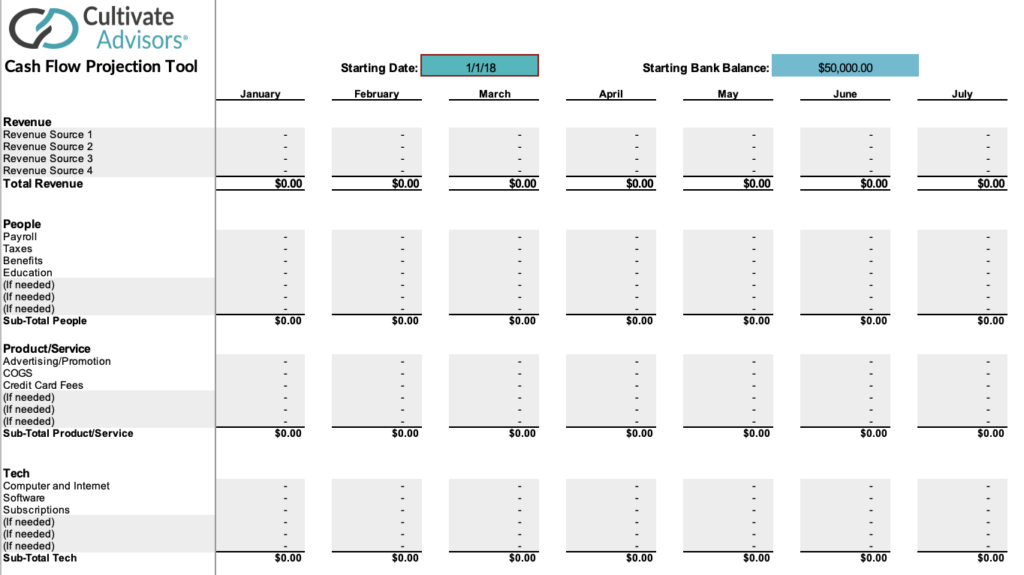 Cultivate
Advisors®
Cash Flow Projection Tool Starting Date: 1/1/18 Starting Bank Balance: $50,000.00
January February March April May June July
Revenue
Revenue Source 1 - - - - - - -
Revenue Source 2 - - - - - - -
Revenue Source 3 - - - - - - -
Revenue Source 4 - - - - - - -
Total Revenue $0.00 $0.00 $0.00 $0.00 $0.00 $0.00 $0.00
People
Payroll - - - - - - -
Taxes - - - - - - -
Benefits - - - - - - -
Education - - - - - - -
(If needed) - - - - - - -
(If needed) - - - - - - -
(If needed) - - - - - - -
Sub-Total People $0.00 $0.00 $0.00 $0.00 $0.00 $0.00 $0.00
Product/Service
Advertising/Promotion - - - - - - -
COGS - - - - - - -
Credit Card Fees - - - - - - -
(If needed) - - - - - - -
(If needed) - - - - - - -
(If needed) - - - - - - -
Sub-Total Product/Service $0.00 $0.00 $0.00 $0.00 $0.00 $0.00 $0.00
Tech
Computer and Internet - - - - - - -
Software - - - - - - -
Subscriptions - - - - - - -
(If needed) - - - - - - -
(If needed) - - - - - - -
(If needed) - - - - - - -
Sub-Total Tech $0.00 $0.00 $0.00 $0.00 $0.00 $0.00 $0.00